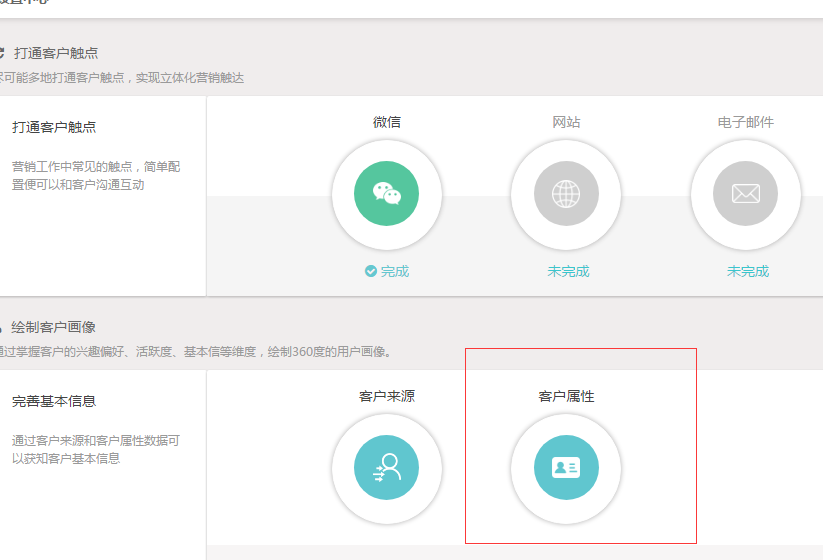 打通客户触点
尽可能多地打通客户触点，实现立体化营销触达
打通客户触点
营销工作中常见的触点，简单配
置便可以和客户沟通互动
微信
网站
电子邮件
完成
未完成
未完成
绘制客户画像
通过掌握客户的兴趣偏好、活跃度、基本信等维度，绘制360度的用户画像。
完善基本信息
通过客户来源和客户属性数据可
以获知客户基本信息
客户来源
客户属性